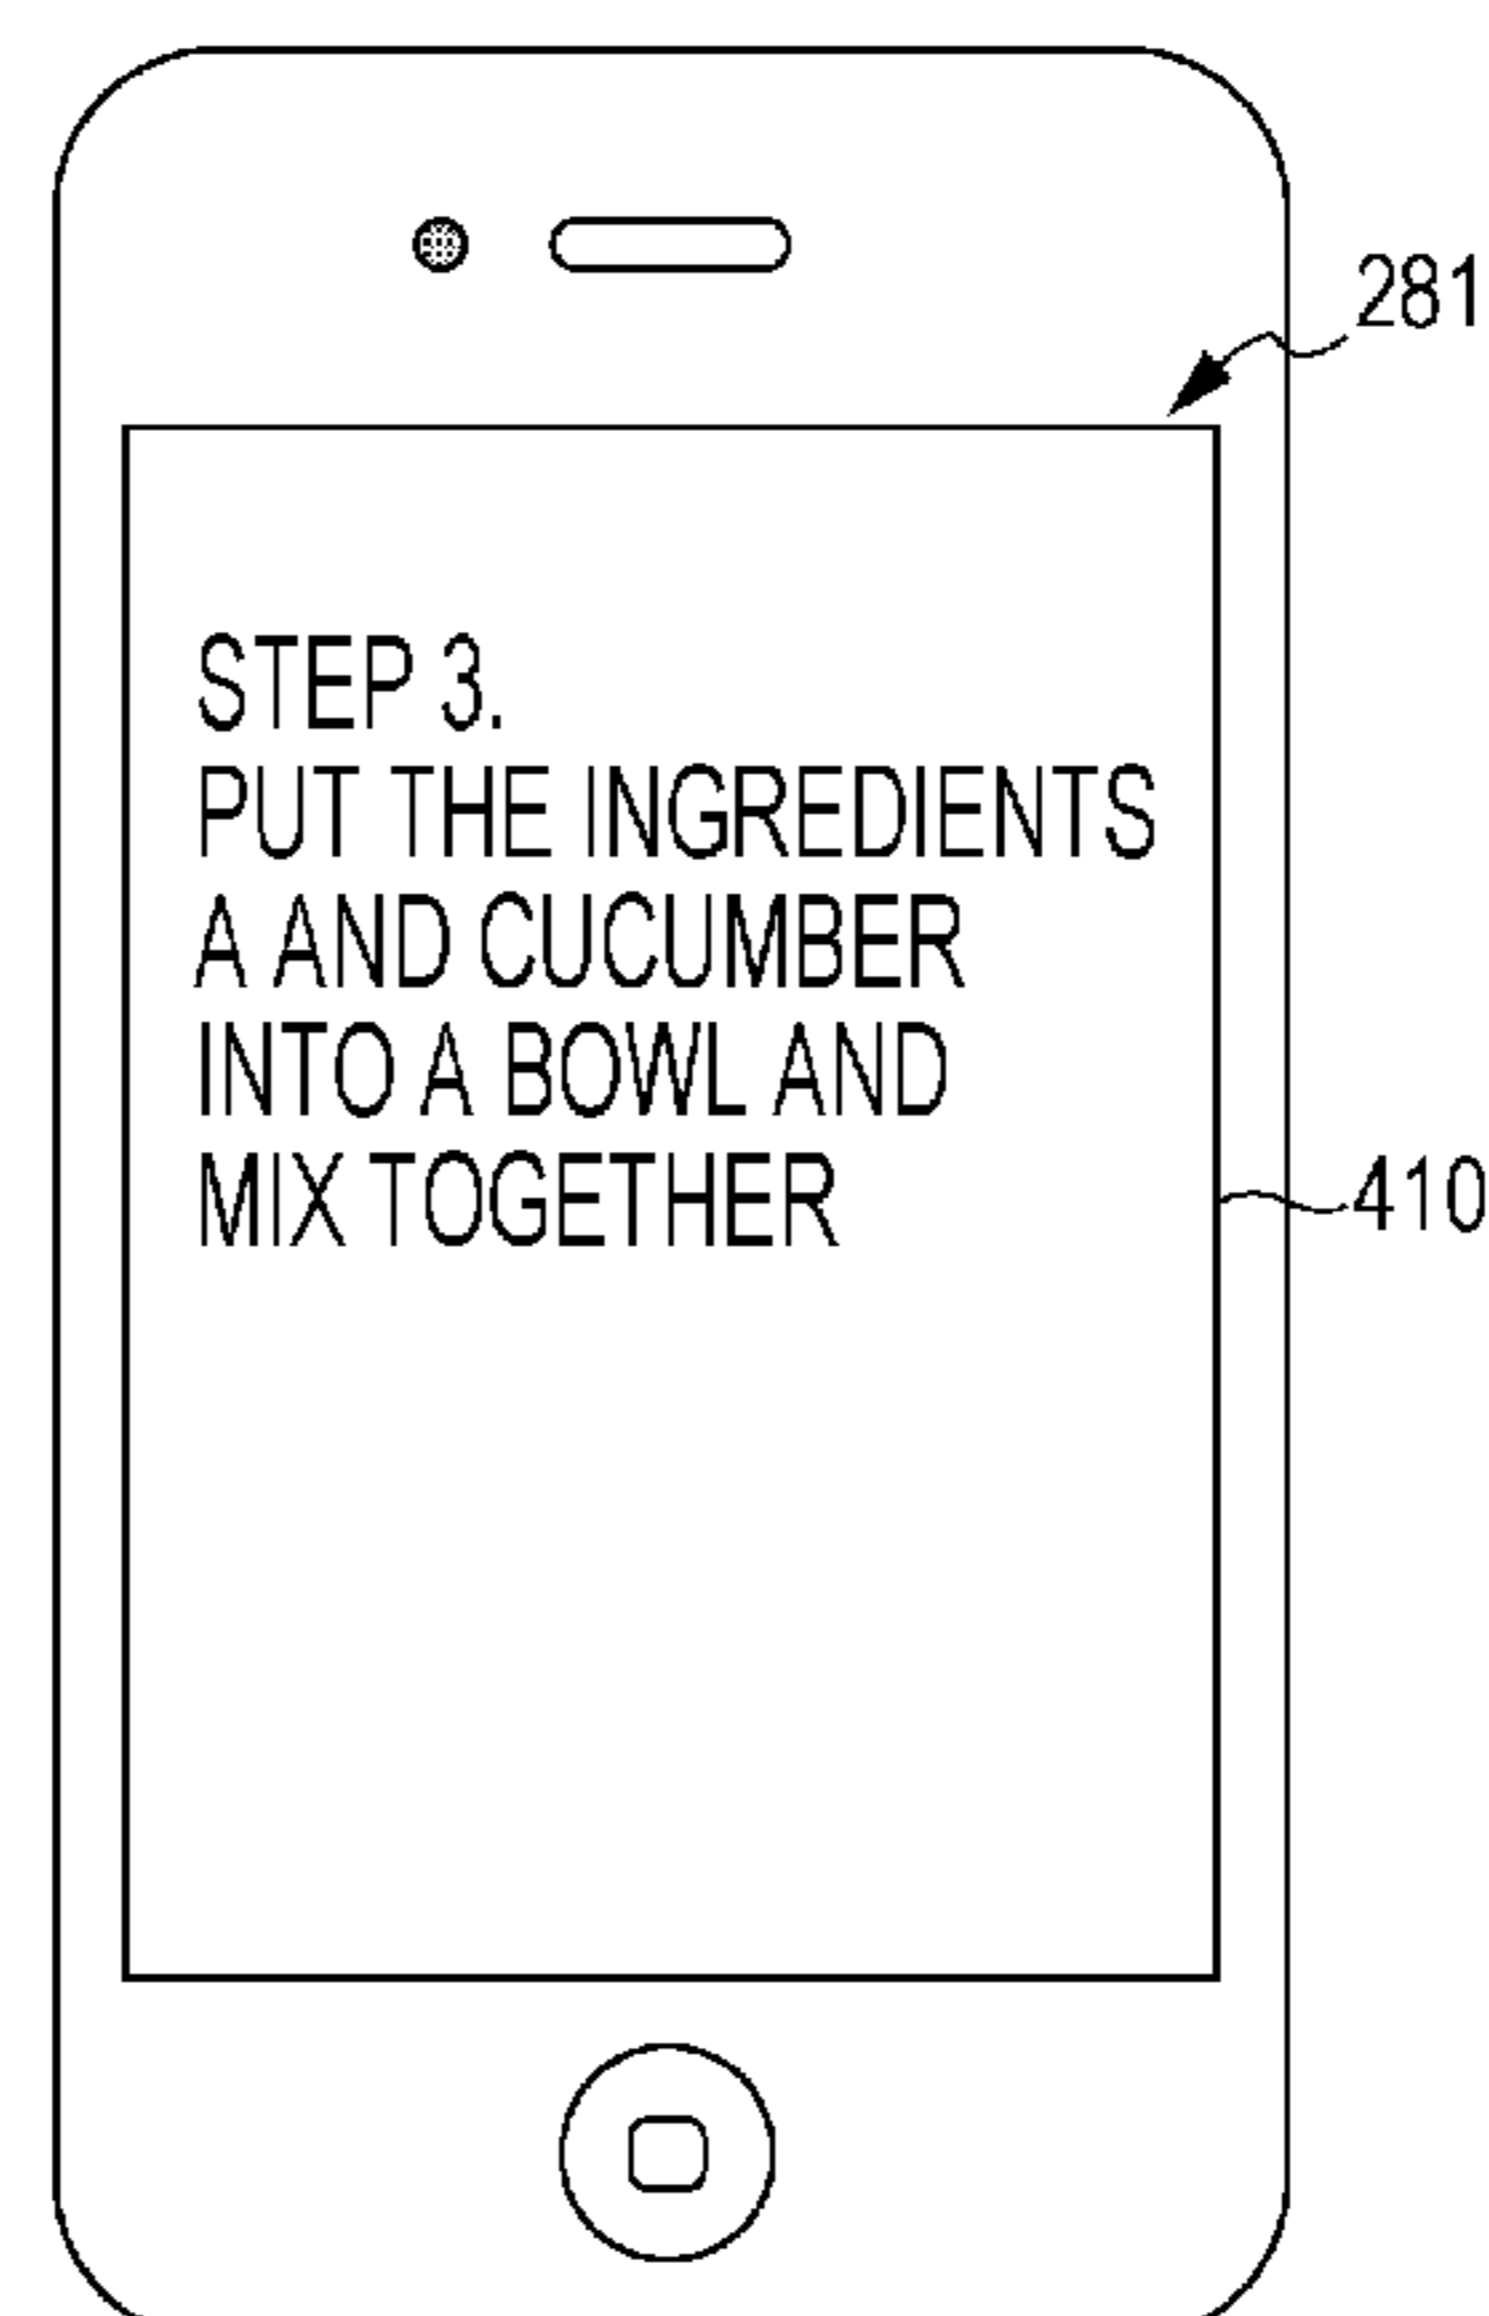 281
STEP 3.
PUT THE INGREDIENTS
A AND CUCUMBER
INTO A BOWL AND
MIX TOGETHER
410